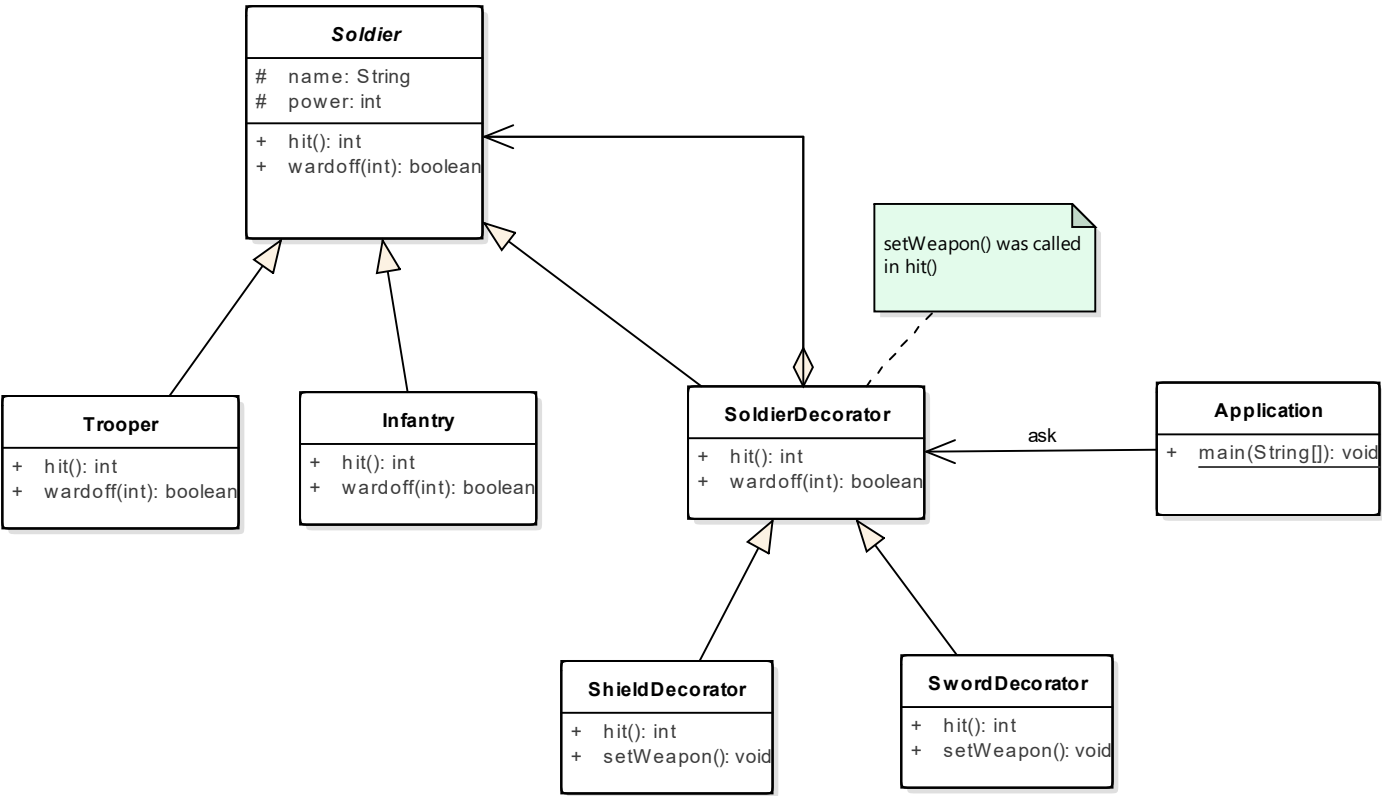 Soldier
# name: String
# power: int
+ hit(): int
+ wardoff(int): boolean
setWeapon() was called
in hit()
Trooper
+ hit(): int
+ wardoff(int): boolean
Infantry
+ hit(): int
+ wardoff(int): boolean
SoldierDecorator
+ hit(): int
+ wardoff(int): boolean
ask
Application
+ main(String[]): void
ShieldDecorator
+ hit(): int
+ setWeapon(): void
SwordDecorator
+ hit(): int
+ setWeapon(): void